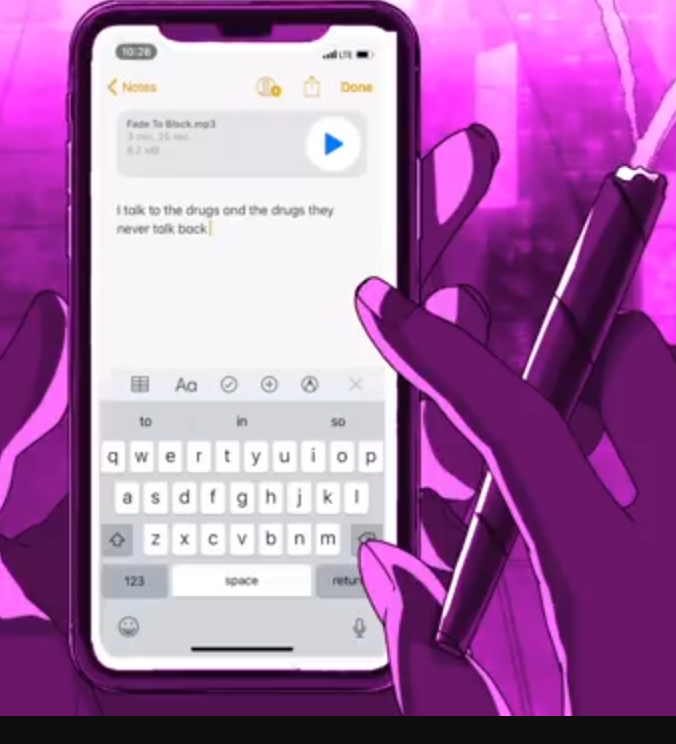 10:26
LTE
Notes
Done
Fade To Black.mp3
3 min, 25 sec
8.2 MB
I talk to the drugs and the drugs they
never talk back
Aa
to in so
q w e r t y u i o p
a s d f g h j k l
z x c v b n m
123 space return